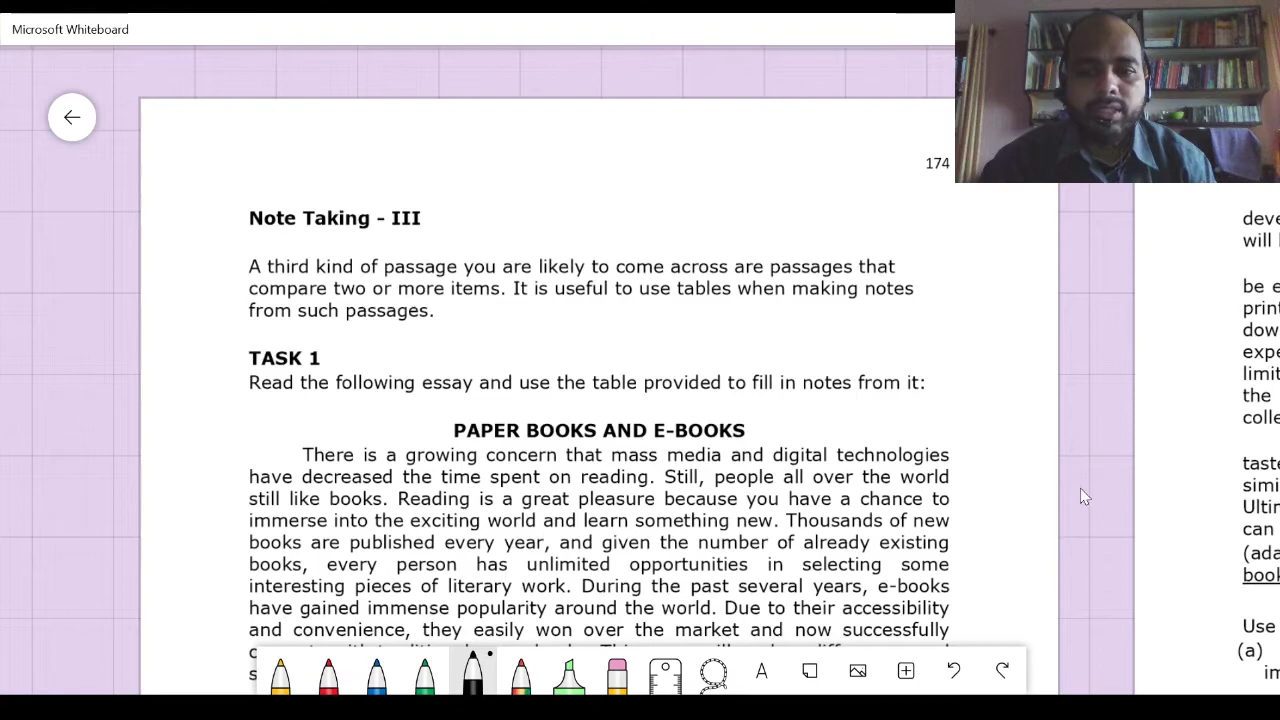 Microsoft Whiteboard
174
Note Taking - III
A third kind of passage you are likely to come across are passages that
compare two or more items. It is useful to use tables when making notes
from such passages.
TASK 1
Read the following essay and use the table provided to fill in notes from it:
PAPER BOOKS AND E-BOOKS
There is a growing concern that mass media and digital technologies
have decreased the time spent on reading. Still, people all over the world
still like books. Reading is a great pleasure because you have a chance to
immerse into the exciting world and learn something new. Thousands of new
books are published every year, and given the number of already existing
books, every person has unlimited opportunities in selecting some
interesting pieces of literary work. During the past several years, e-books
have gained immense popularity around the world. Due to their accessibility
and convenience, they easily won over the market and now successfully
deve
will
be e
print
dow
expe
limit
the
colle
taste
simi
Ultin
can
(ada
book
Use
(a)
im
A